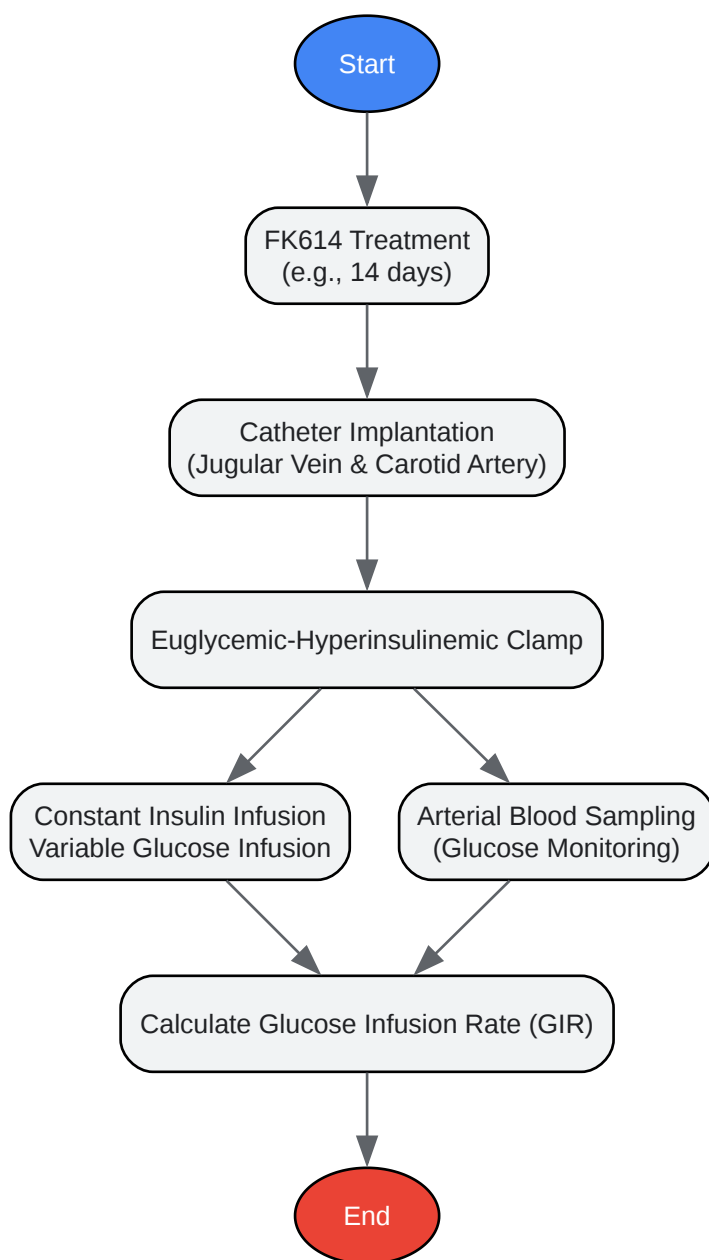 Start
FK614 Treatment
(e.g., 14 days)
Catheter Implantation
(Jugular Vein & Carotid Artery)
Euglycemic-Hyperinsulinemic Clamp
Constant Insulin Infusion
Variable Glucose Infusion
Arterial Blood Sampling
(Glucose Monitoring)
Calculate Glucose Infusion Rate (GIR)
End